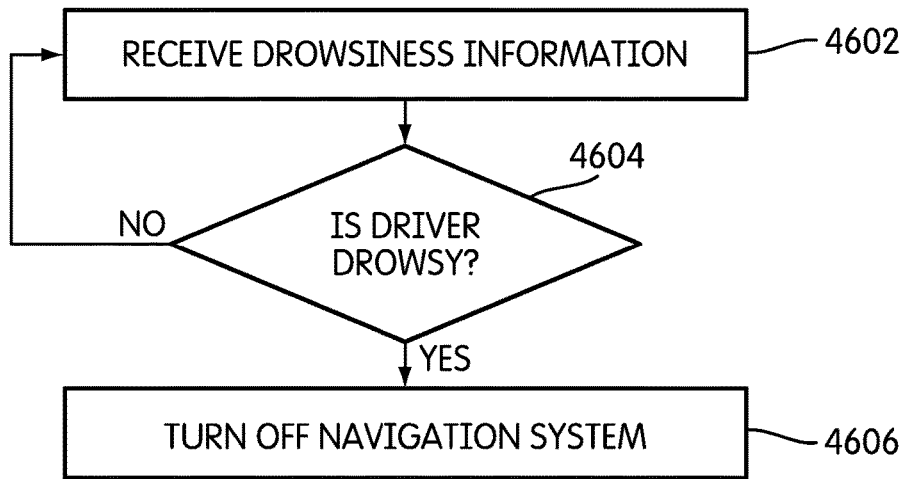 RECEIVE DROWSINESS INFORMATION
4602
4604
IS DRIVER
DROWSY?
NO
YES
TURN OFF NAVIGATION SYSTEM
4606